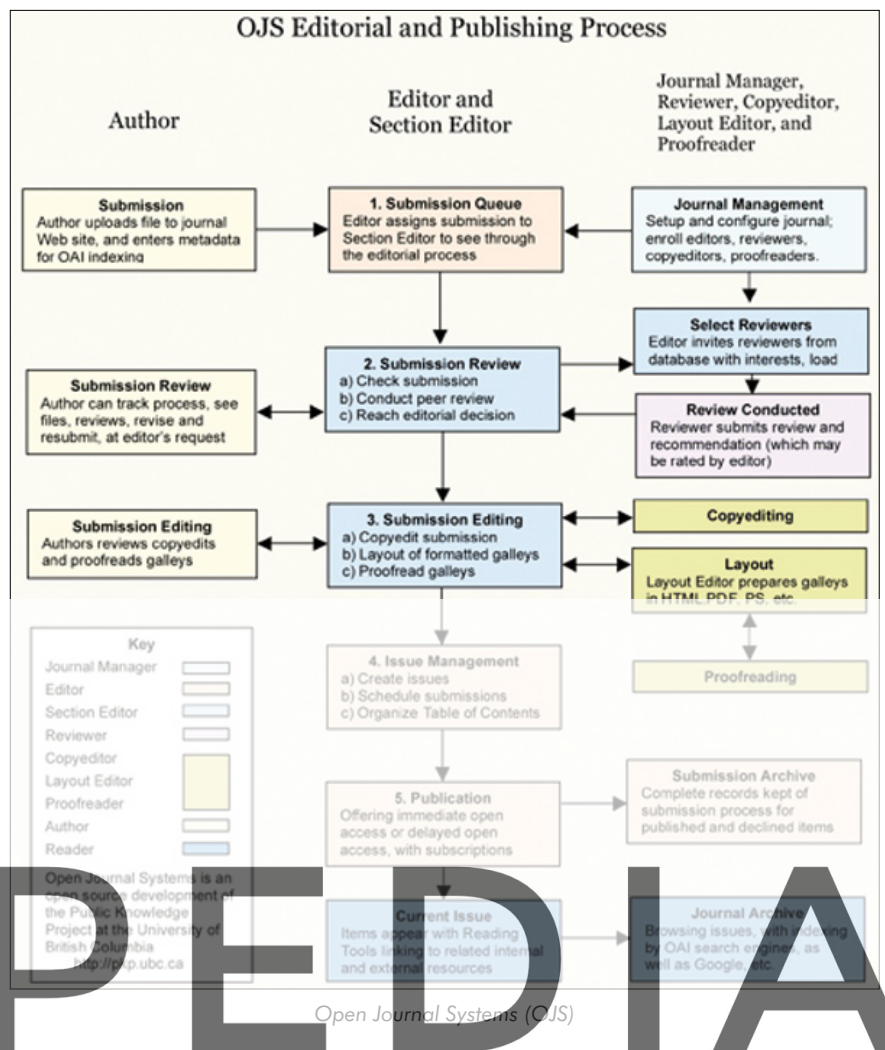 OJS Editorial and Publishing Process
Author
Editor and
Section Editor
Journal Manager,
Reviewer, Copyeditor,
Layout Editor, and
Proofreader
Submission
Author uploads file to journal
Web site, and enters metadata
for OAI indexing
1. Submission Queue
Editor assigns submission to
Section Editor to see through
the editorial process
Journal Management
Setup and configure journal;
enroll editors, reviewers,
copyeditors, proofreaders.
Select Reviewers
Editor invites reviewers from
database with interests, load
Submission Review
Author can track process, see
files, reviews, revise and
resubmit, at editor's request
2. Submission Review
a) Check submission
b) Conduct peer review
c) Reach editorial decision
Review Conducted
Reviewer submits review and
recommendation (which may
be rated by editor)
Submission Editing
Authors reviews copyedits
and proofreads galleys
3. Submission Editing
a) Copyedit submission
b) Layout of formatted galleys
c) Proofread galleys
Copyediting
Layout
Layout Editor prepares galleys
in HTML,PDF, PS, etc.
Proofreading
Key
Journal Manager
Editor
Section Editor
Reviewer
Copyeditor
Layout Editor
Proofreader
Author
Reader
Open Journal Systems is an
open source development of
the Public Knowledge
Project at the University of
British Columbia
http://pkp.ubc.ca
4. Issue Management
a) Create issues
b) Schedule submissions
c) Organize Table of Contents
5. Publication
Offering immediate open
access or delayed open
access, with subscriptions
Submission Archive
Complete records kept of
submission process for
published and declined items
Current Issue
Items appear with Reading
Tools linking to related internal
and external resources
Journal Archive
Browsing issues, with indexing
by OAI search engines, as
well as Google, etc.
PEDIA
Open Journal Systems (OJS)